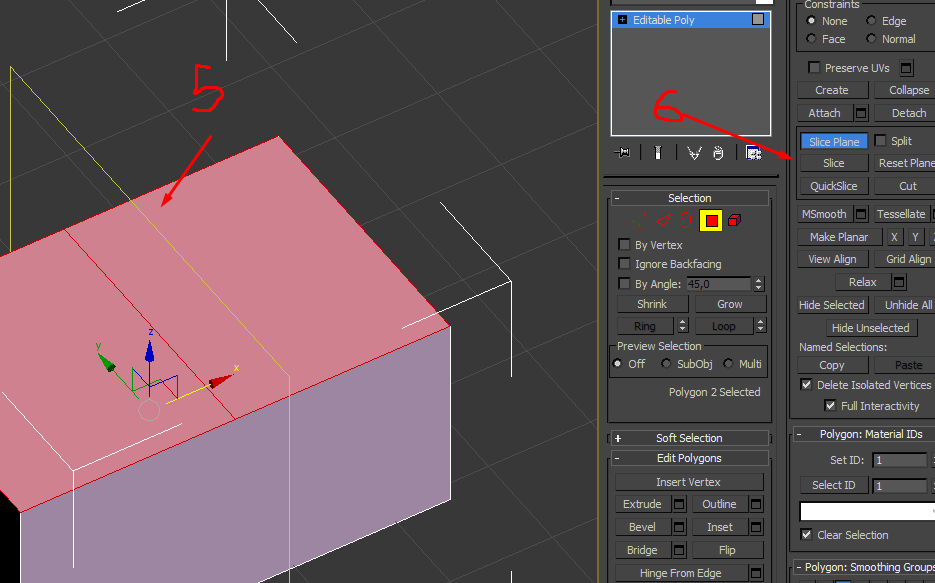 Constraints
None Edge
Face Normal
Preserve UVs
Create Collapse
Attach Detach
Slice Plane Split
Slice Reset Plane
QuickSlice Cut
MSmooth Tessellate
Make Planar X Y
View Align Grid Align
Relax
Hide Selected Unhide All
Hide Unselected
Named Selections:
Copy Paste
Delete Isolated Vertices
Full Interactivity
- Polygon: Material IDs
Set ID: 1
Select ID 1
Clear Selection
- Polygon: Smoothing Groups
+ Editable Poly
- Selection
By Vertex
Ignore Backfacing
By Angle: 45,0
Shrink Grow
Ring Loop
Preview Selection
Off SubObj Multi
Polygon 2 Selected
+ Soft Selection
- Edit Polygons
Insert Vertex
Extrude Outline
Bevel Inset
Bridge Flip
Hinge From Edge
5
6
z
y
x